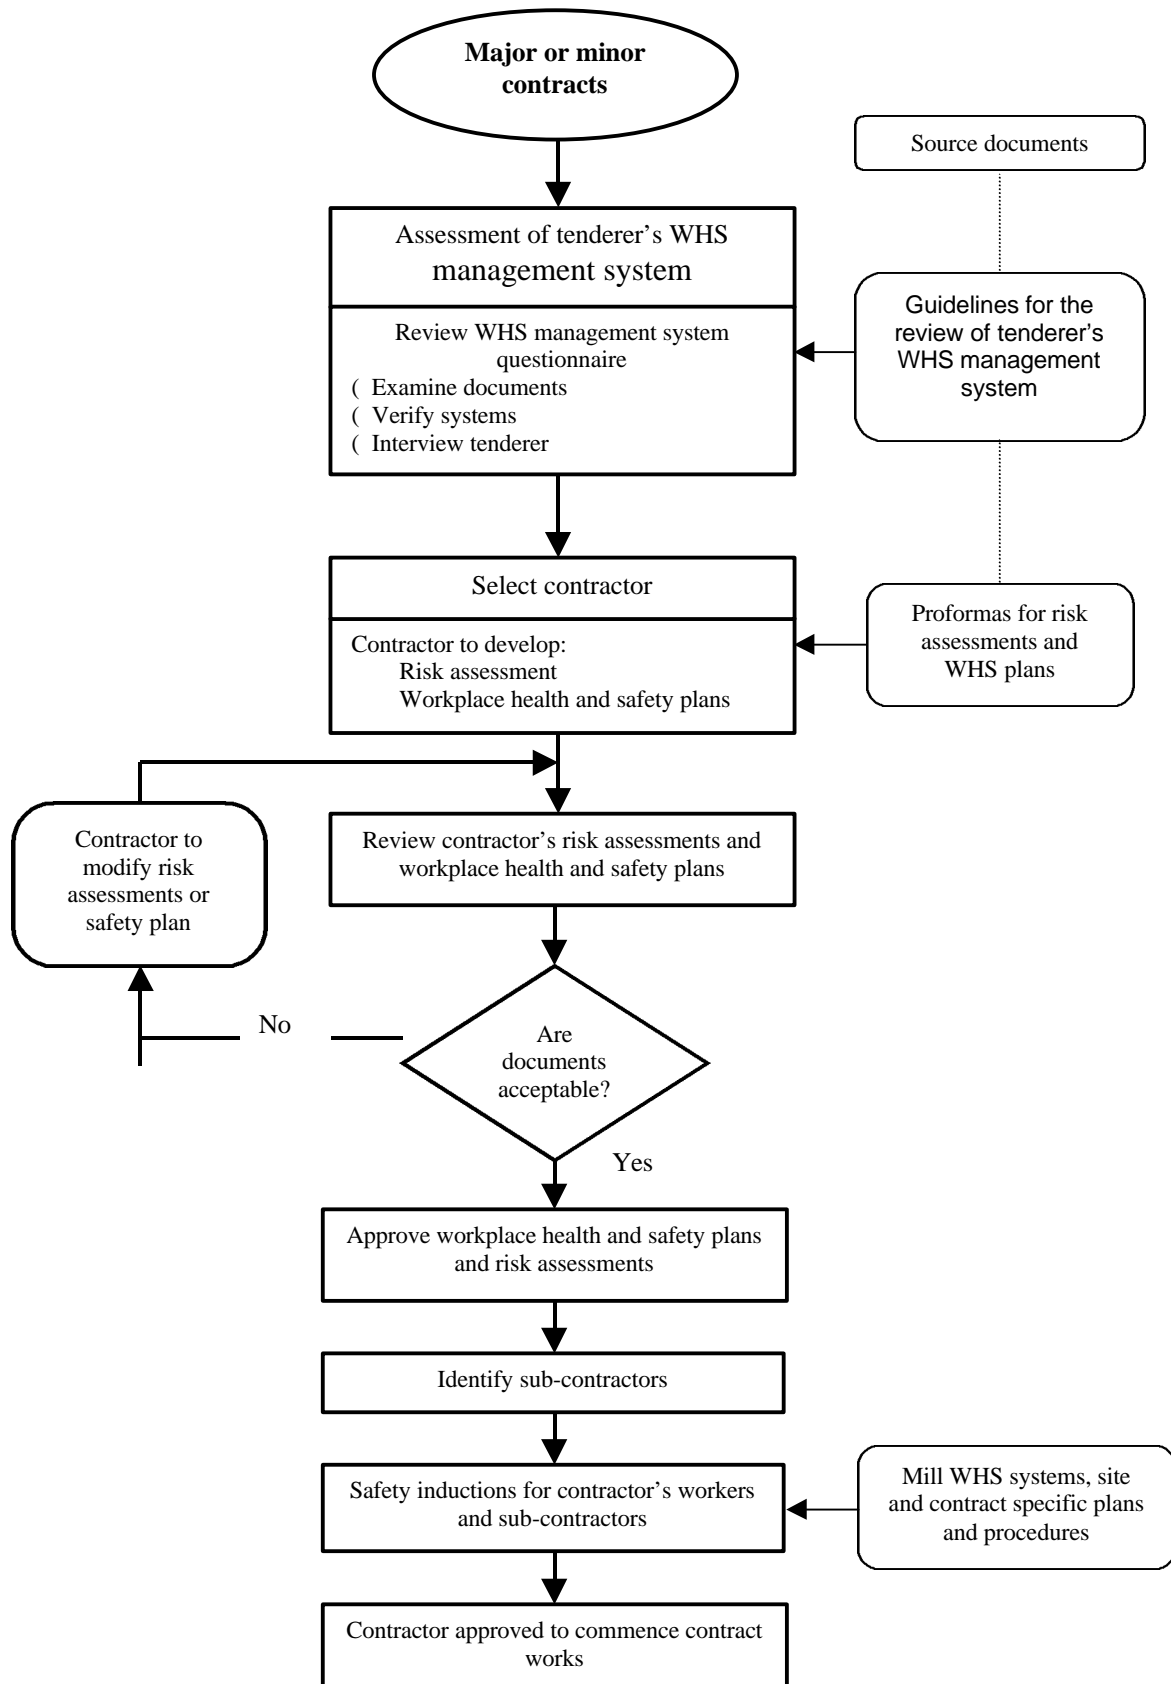 Major or minor
contracts
Source documents
Assessment of tenderer’s WHS
management system
Guidelines for the
review of tenderer’s
WHS management
system
Review WHS management system
questionnaire
( Examine documents
( Verify systems
( Interview tenderer
Select contractor
Contractor to develop:
Risk assessment
Workplace health and safety plans
Proformas for risk
assessments and
WHS plans
Contractor to
modify risk
assessments or
safety plan
Review contractor’s risk assessments and
workplace health and safety plans
No
Are
documents
acceptable?
Yes
Approve workplace health and safety plans
and risk assessments
Identify sub-contractors
Safety inductions for contractor’s workers
and sub-contractors
Mill WHS systems, site
and contract specific plans
and procedures
Contractor approved to commence contract
works